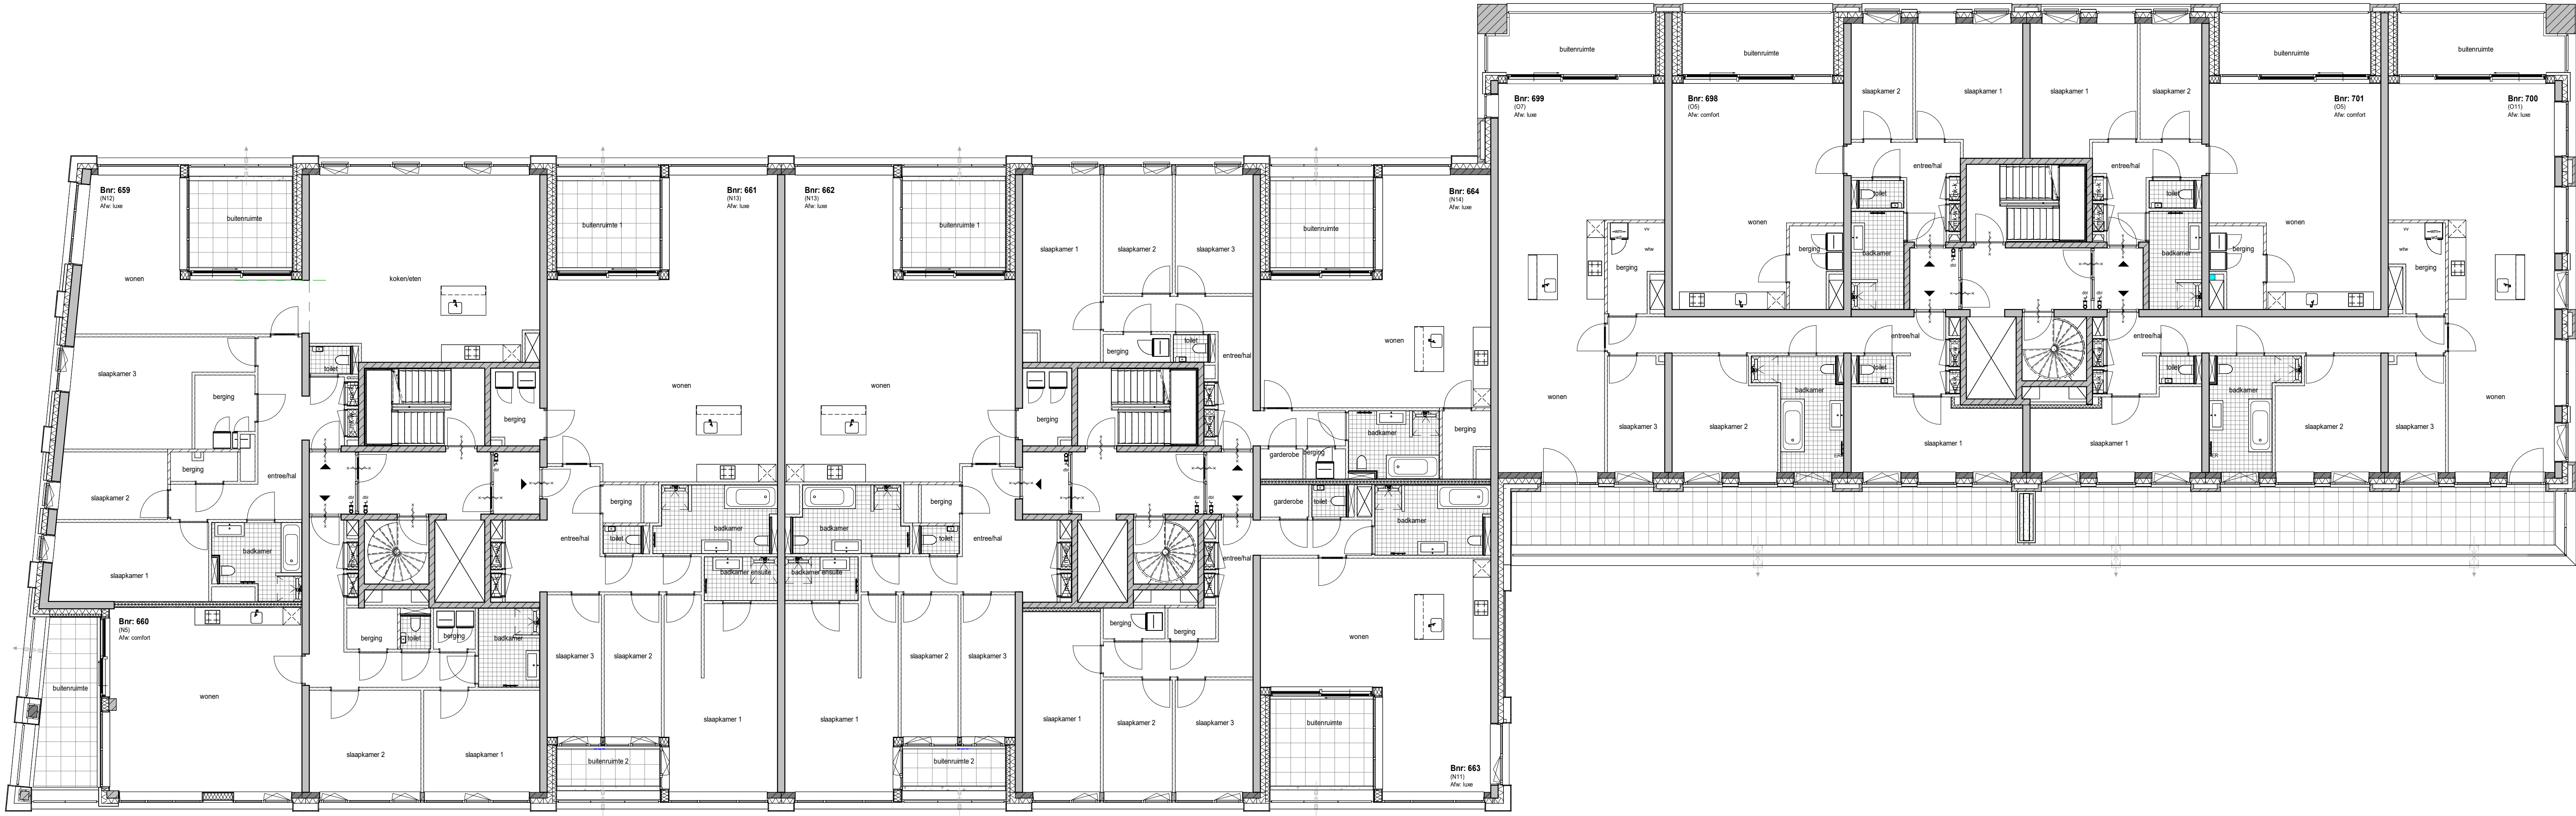 buitenruimte
buitenruimte
buitenruimte
buitenruimte
Bnr: 699
(O7)
Afw: luxe
Bnr: 698
(O5)
Afw: comfort
slaapkamer 2
slaapkamer 1
slaapkamer 1
slaapkamer 2
Bnr: 701
(O5)
Afw: comfort
Bnr: 700
(O11)
Afw: luxe
entree/hal
entree/hal
toilet
toilet
wonen
wonen
vv
wtw
berging
berging
badkamer
badkamer
berging
vv
wtw
berging
entree/hal
entree/hal
toilet
toilet
badkamer
badkamer
wonen
wonen
slaapkamer 3
slaapkamer 2
slaapkamer 1
slaapkamer 1
slaapkamer 2
slaapkamer 3
Bnr: 659
(N12)
Afw: luxe
buitenruimte
wonen
koken/eten
buitenruimte 1
Bnr: 661
(N13)
Afw: luxe
Bnr: 662
(N13)
Afw: luxe
buitenruimte 1
slaapkamer 1
slaapkamer 2
slaapkamer 3
buitenruimte
Bnr: 664
(N14)
Afw: luxe
slaapkamer 3
toilet
berging
berging
wonen
wonen
berging
berging
toilet
entree/hal
wonen
berging
slaapkamer 2
entree/hal
garderobe
berging
badkamer
berging
garderobe
toilet
badkamer
slaapkamer 1
badkamer
entree/hal
berging
toilet
badkamer
badkamer ensuite
badkamer
badkamer ensuite
berging
toilet
entree/hal
entree/hal
Bnr: 660
(N5)
Afw: comfort
berging
toilet
berging
badkamer
berging
berging
wonen
buitenruimte
wonen
slaapkamer 3
slaapkamer 2
slaapkamer 1
slaapkamer 1
slaapkamer 2
slaapkamer 3
slaapkamer 1
slaapkamer 2
slaapkamer 3
buitenruimte
slaapkamer 2
slaapkamer 1
buitenruimte 2
buitenruimte 2
Bnr: 663
(N11)
Afw: luxe